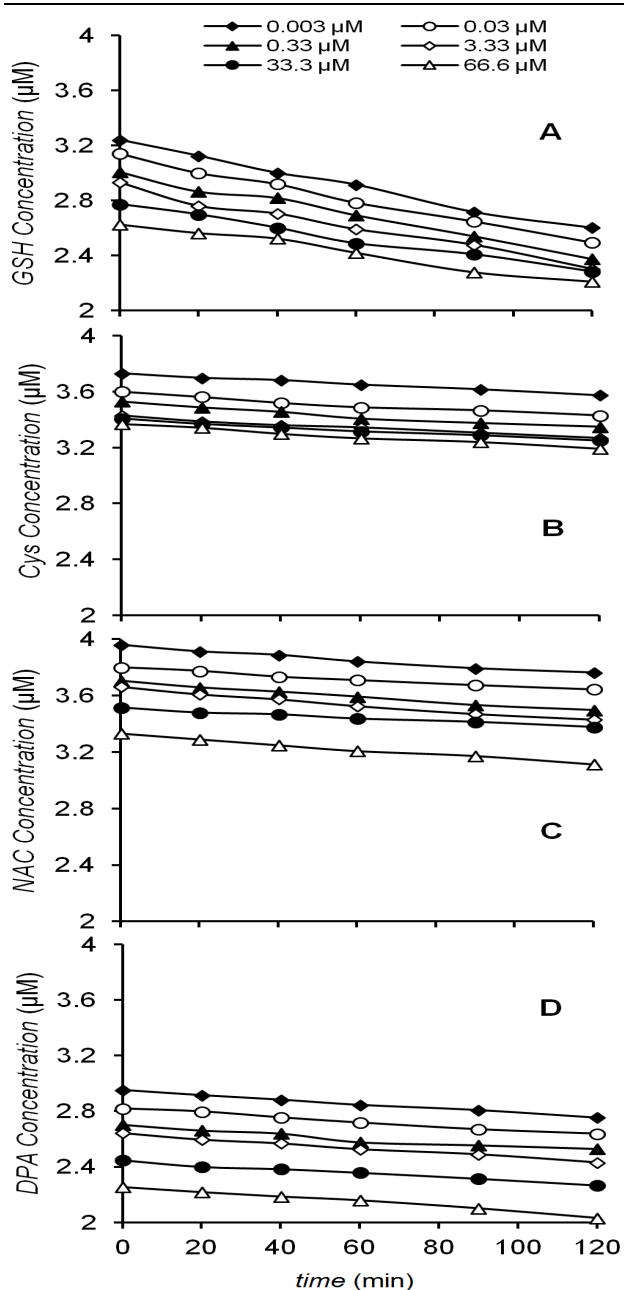 0.003 µM 0.03 µM
0.33 µM 3.33 µM
33.3 µM 66.6 µM
4
3.6
3.2
2.8
2.4
2
GSH Concentration (µM)
A
4
3.6
3.2
2.8
2.4
2
Cys Concentration (µM)
B
4
3.6
3.2
2.8
2.4
2
NAC Concentration (µM)
C
4
3.6
3.2
2.8
2.4
2
DPA Concentration (µM)
D
0 20 40 60 80 100 120
time (min)